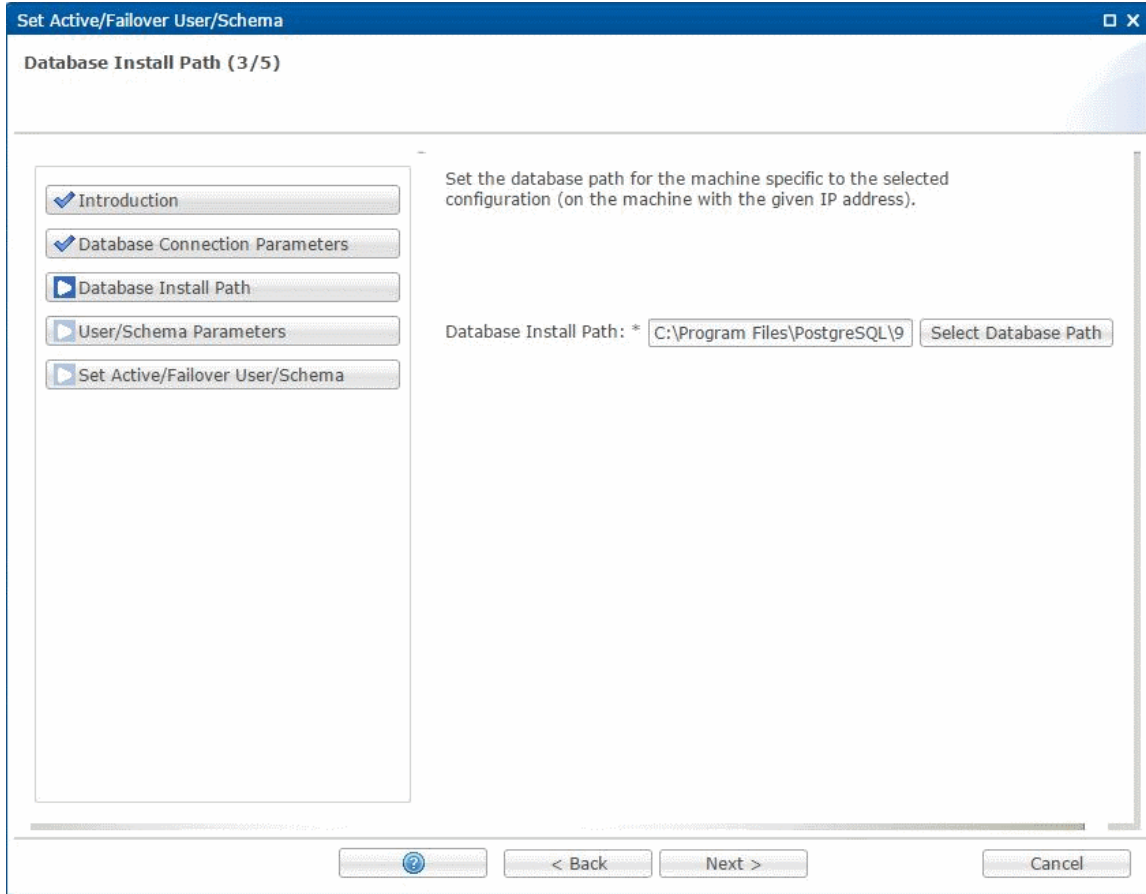 Set Active/Failover User/Schema
Database Install Path (3/5)
Introduction
Database Connection Parameters
Database Install Path
User/Schema Parameters
Set Active/Failover User/Schema
Set the database path for the machine specific to the selected
configuration (on the machine with the given IP address).
Database Install Path: * C:\Program Files\PostgreSQL\9 Select Database Path
< Back Next > Cancel